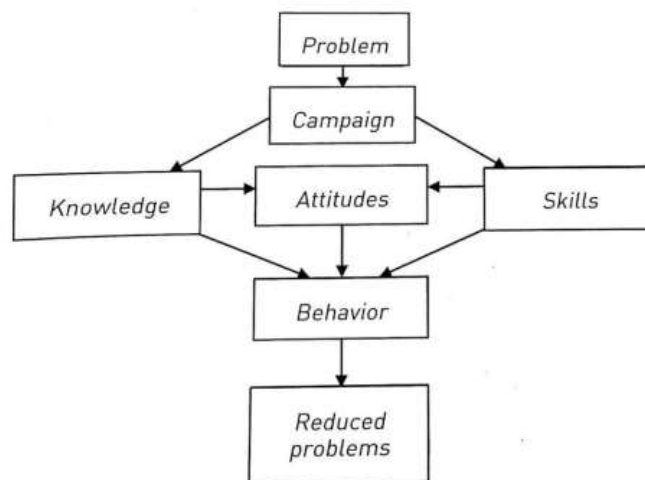 Problem
Campaign
Knowledge
Attitudes
Skills
Behavior
Reduced
problems